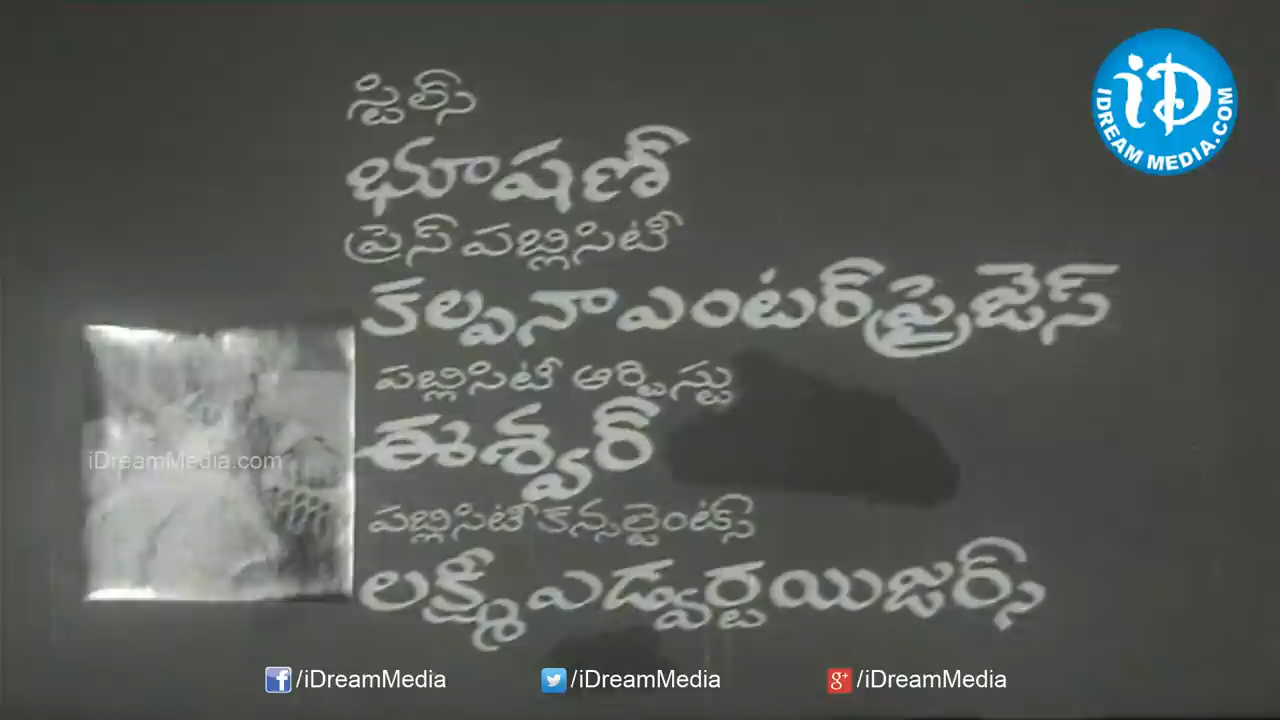 స్టిల్స్
భూషణ్
ప్రెస్ పబ్లిసిటీ
కల్పనా ఎంటర్‌ప్రైజెస్
పబ్లిసిటీ ఆర్టిస్టు
ఈశ్వర్
పబ్లిసిటీ కన్సల్టెంట్స్
లక్ష్మీ ఎడ్వర్టయిజర్స్
iD
IDREAM MEDIA.COM
iDreamMedia.com
/iDreamMedia
/iDreamMedia
/iDreamMedia